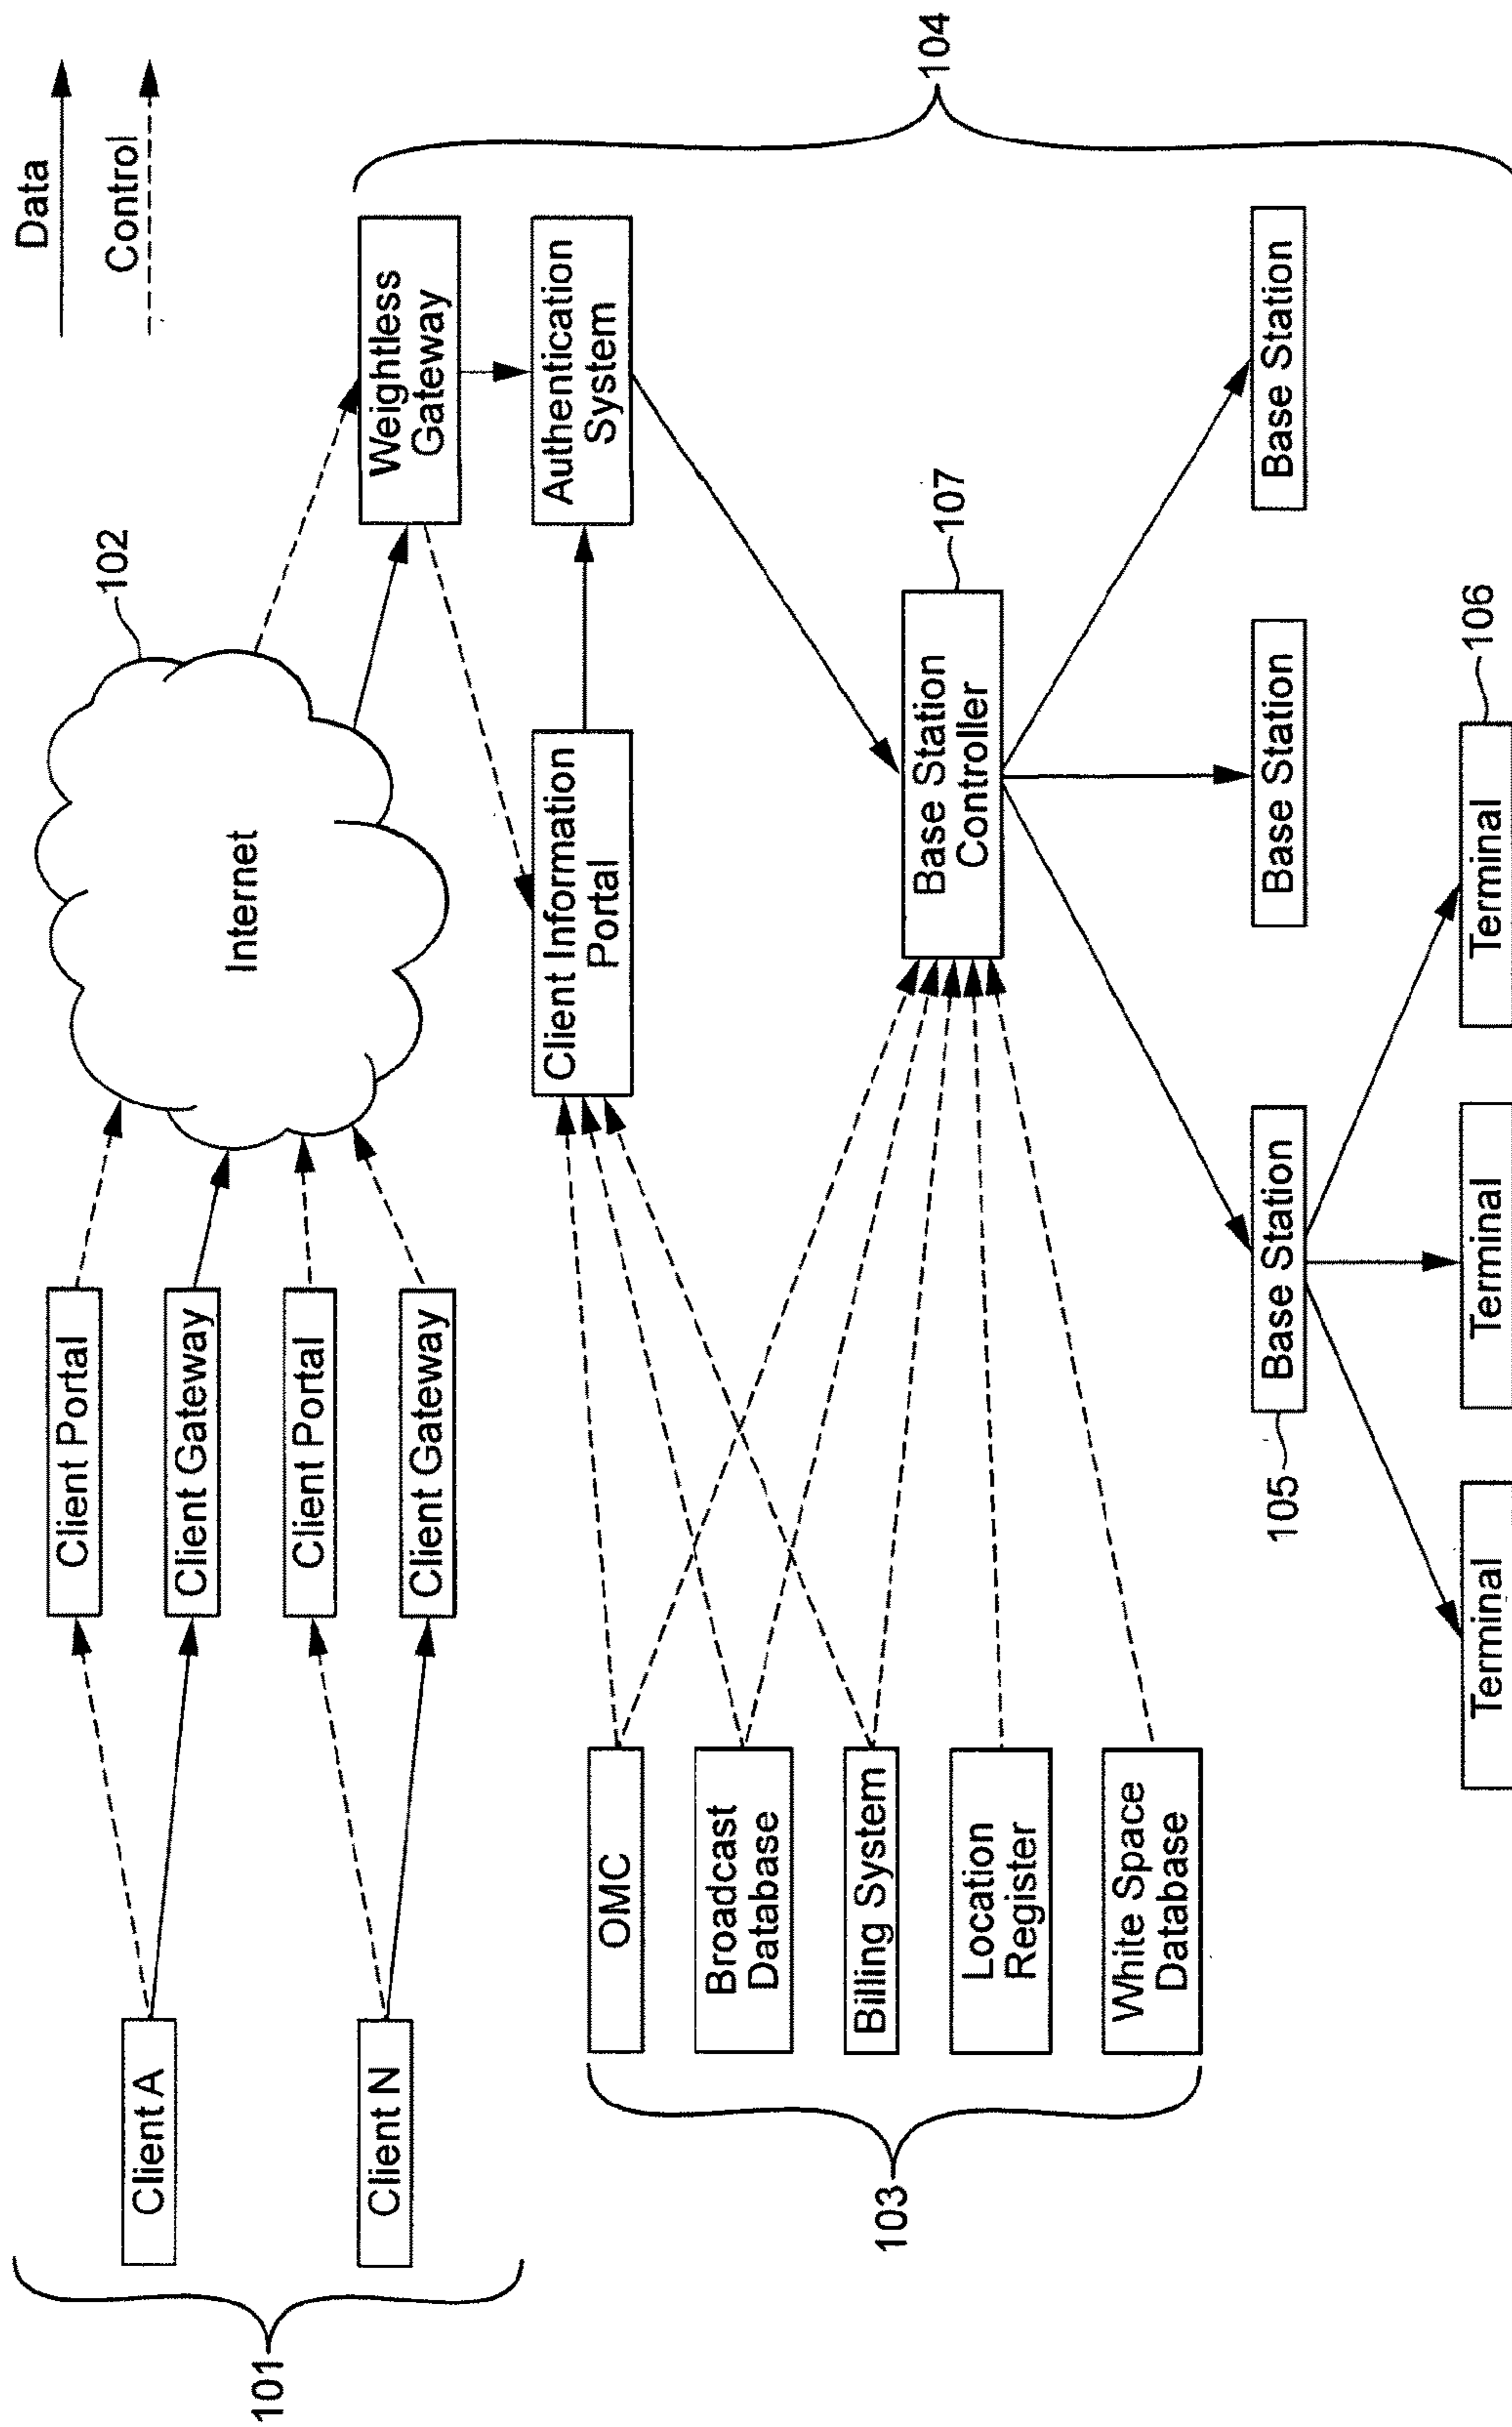 Data
Control
101
Client A
Client N
Client Portal
Client Gateway
Client Portal
Client Gateway
Internet
102
Weightless
Gateway
Authentication
System
Client Information
Portal
104
103
OMC
Broadcast
Database
Billing System
Location
Register
White Space
Database
Base Station
Controller
107
105
Base Station
Base Station
Base Station
Terminal
Terminal
Terminal
106